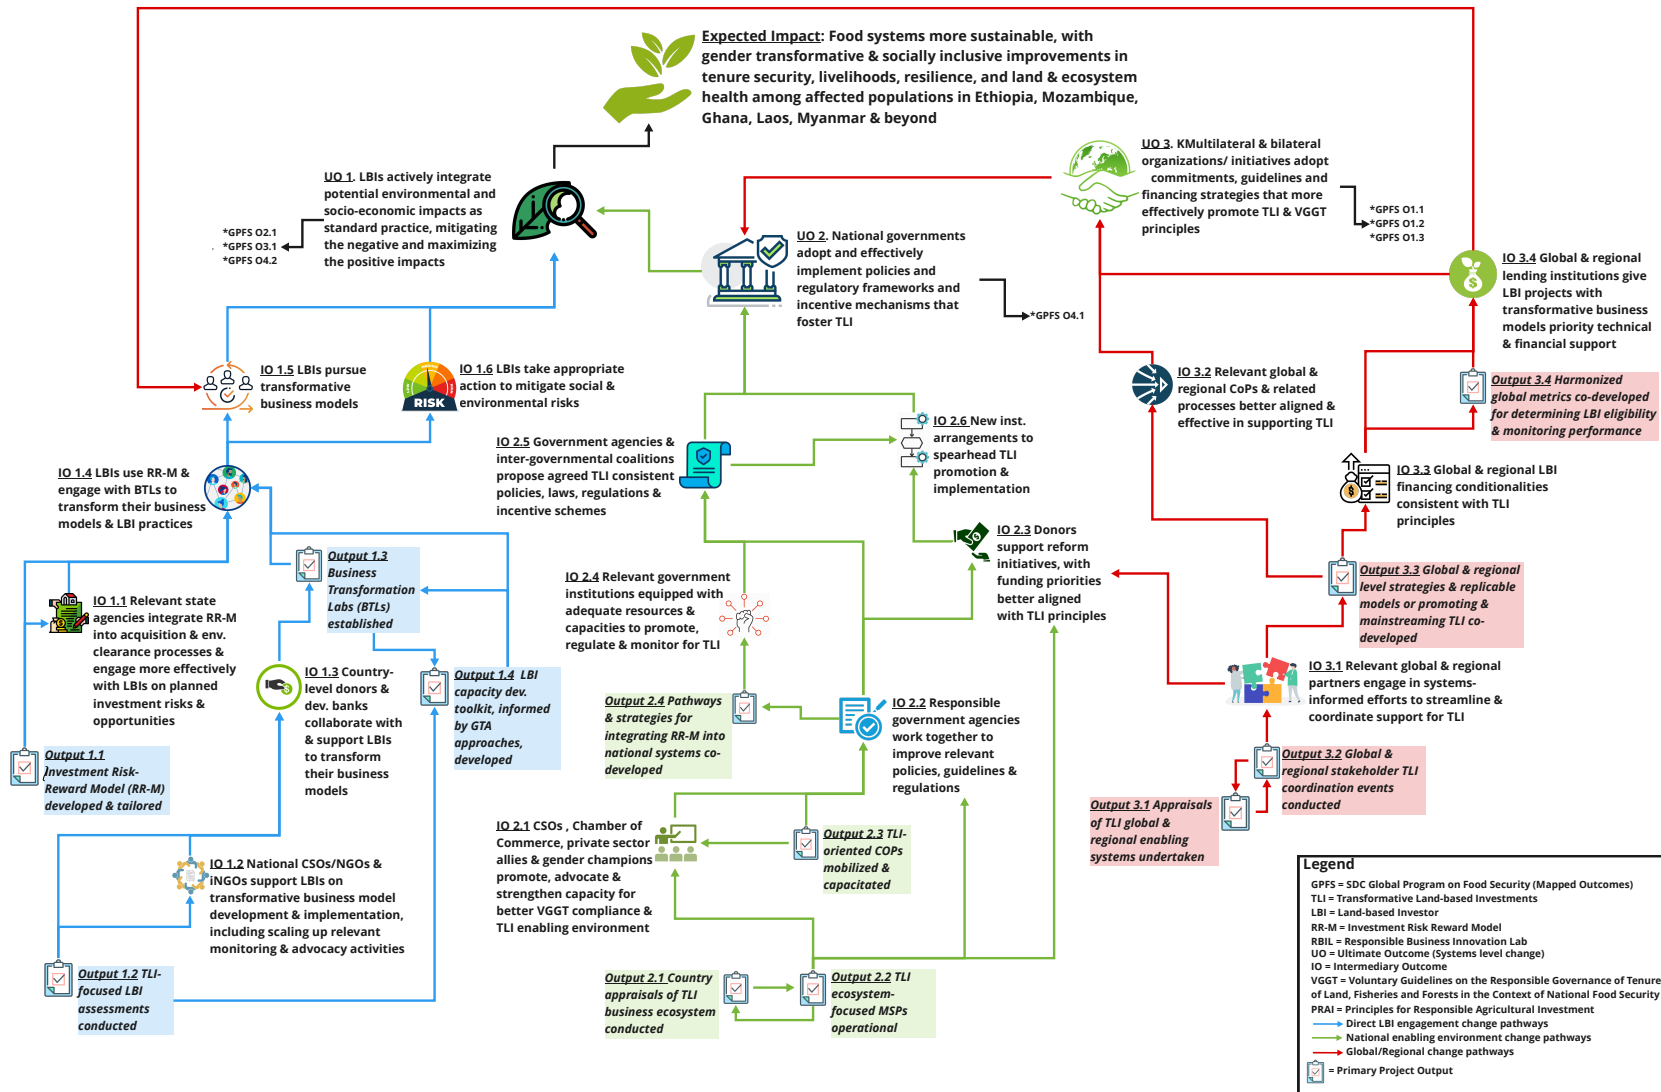 Expected Impact: Food systems more sustainable, with
gender transformative & socially inclusive improvements in
tenure security, livelihoods, resilience, and land & ecosystem
health among affected populations in Ethiopia, Mozambique,
Ghana, Laos, Myanmar & beyond
UO 1. LBIs actively integrate
potential environmental and
socio-economic impacts as
standard practice, mitigating
the negative and maximizing
the positive impacts
*GPFS O2.1
*GPFS O3.1
*GPFS O4.2
UO 2. National governments
adopt and effectively
implement policies and
regulatory frameworks and
incentive mechanisms that
foster TLI
*GPFS O4.1
UO 3. KMultilateral & bilateral
organizations/ initiatives adopt
commitments, guidelines and
financing strategies that more
effectively promote TLI & VGGT
principles
*GPFS O1.1
*GPFS O1.2
*GPFS O1.3
IO 3.4 Global & regional
lending institutions give
LBI projects with
transformative business
models priority technical
& financial support
IO 1.5 LBIs pursue
transformative
business models
RISK
IO 1.6 LBIs take appropriate
action to mitigate social &
environmental risks
IO 3.2 Relevant global &
regional CoPs & related
processes better aligned &
effective in supporting TLI
Output 3.4 Harmonized
global metrics co-developed
for determining LBI eligibility
& monitoring performance
IO 2.5 Government agencies &
inter-governmental coalitions
propose agreed TLI consistent
policies, laws, regulations &
incentive schemes
IO 2.6 New inst.
arrangements to
spearhead TLI
promotion &
implementation
IO 1.4 LBIs use RR-M &
engage with BTLs to
transform their business
models & LBI practices
IO 3.3 Global & regional LBI
financing conditionalities
consistent with TLI
principles
IO 2.3 Donors
support reform
initiatives, with
funding priorities
better aligned
with TLI principles
Output 1.3
Business
Transformation
Labs (BTLs)
established
IO 2.4 Relevant government
institutions equipped with
adequate resources &
capacities to promote,
regulate & monitor for TLI
Output 3.3 Global & regional
level strategies & replicable
models or promoting &
mainstreaming TLI co-
developed
IO 1.1 Relevant state
agencies integrate RR-M
into acquisition & env.
clearance processes &
engage more effectively
with LBIs on planned
investment risks &
opportunities
IO 1.3 Country-
level donors &
dev. banks
collaborate with
& support LBIs
to transform
their business
models
Output 1.4 LBI
capacity dev.
toolkit, informed
by GTA
approaches,
developed
IO 3.1 Relevant global & regional
partners engage in systems-
informed efforts to streamline &
coordinate support for TLI
Output 2.4 Pathways
& strategies for
integrating RR-M into
national systems co-
developed
IO 2.2 Responsible
government agencies
work together to
improve relevant
policies, guidelines &
regulations
Output 1.1
Investment Risk-
Reward Model (RR-M)
developed & tailored
Output 3.2 Global &
regional stakeholder TLI
coordination events
conducted
Output 3.1 Appraisals
of TLI global &
regional enabling
systems undertaken
IO 2.1 CSOs , Chamber of
Commerce, private sector
allies & gender champions
promote, advocate &
strengthen capacity for
better VGGT compliance &
TLI enabling environment
Output 2.3 TLI-
oriented COPs
mobilized &
capacitated
IO 1.2 National CSOs/NGOs &
iNGOs support LBIs on
transformative business model
development & implementation,
including scaling up relevant
monitoring & advocacy activities
Output 1.2 TLI-
focused LBI
assessments
conducted
Output 2.1 Country
appraisals of TLI
business ecosystem
conducted
Output 2.2 TLI
ecosystem-
focused MSPs
operational
Legend
GPFS = SDC Global Program on Food Security (Mapped Outcomes)
TLI = Transformative Land-based Investments
LBI = Land-based Investor
RR-M = Investment Risk Reward Model
RBIL = Responsible Business Innovation Lab
UO = Ultimate Outcome (Systems level change)
IO = Intermediary Outcome
VGGT = Voluntary Guidelines on the Responsible Governance of Tenure
of Land, Fisheries and Forests in the Context of National Food Security
PRAI = Principles for Responsible Agricultural Investment
Direct LBI engagement change pathways
National enabling environment change pathways
Global/Regional change pathways
= Primary Project Output